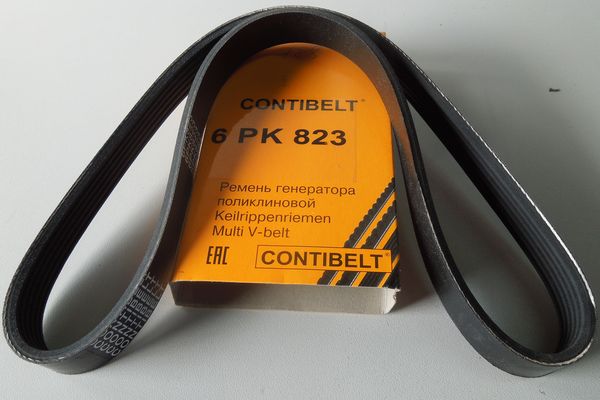 CONTIBELT®
6 PK 823
Ремень генератора
поликлиновой
Keilrippenriemen
Multi V-belt
EAC CONTIBELT®